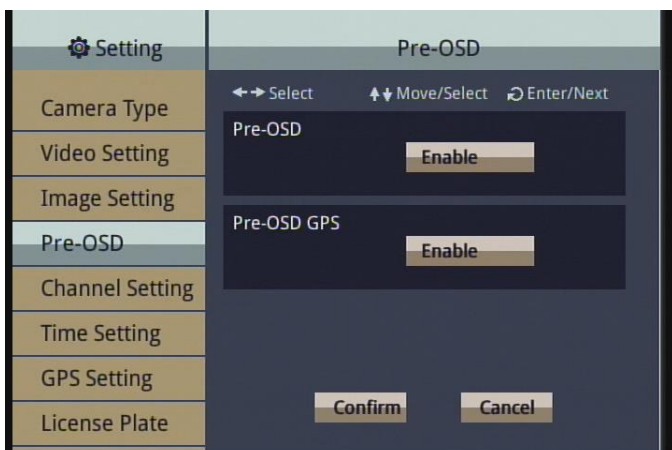 Setting
Pre-OSD
Camera Type
Video Setting
Image Setting
Pre-OSD
Channel Setting
Time Setting
GPS Setting
License Plate
Select
Move/Select
Enter/Next
Pre-OSD
Enable
Pre-OSD GPS
Enable
Confirm
Cancel